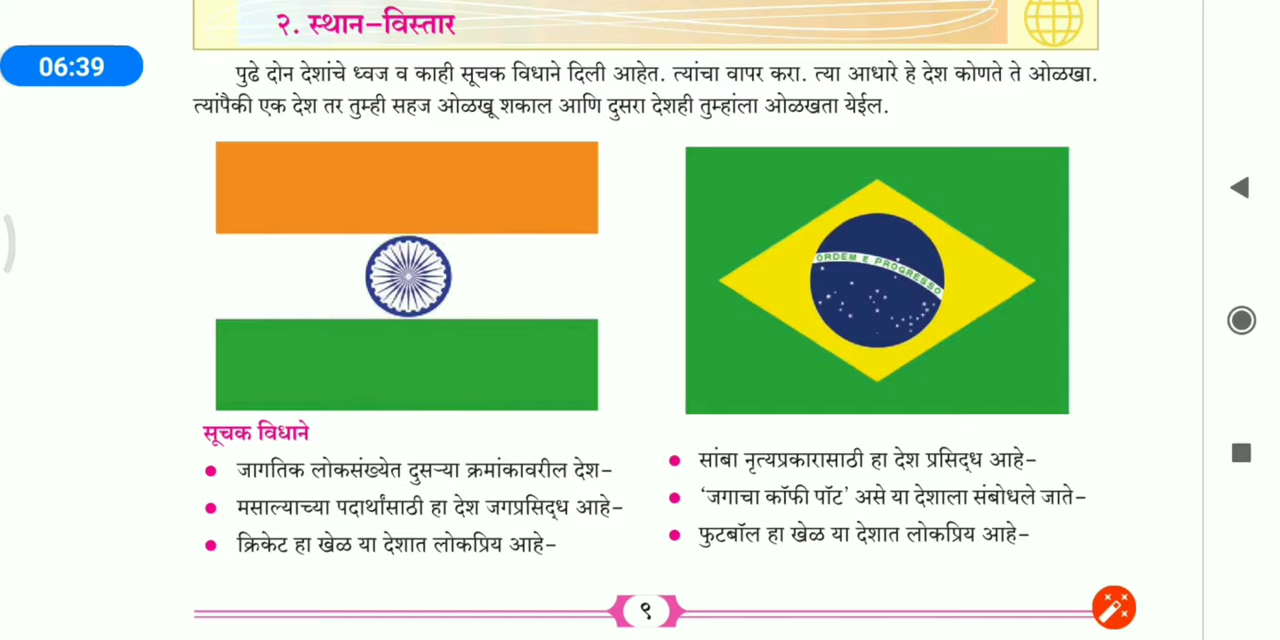 २. स्थान-विस्तार
06:39
पुढे दोन देशांचे ध्वज व काही सूचक विधाने दिली आहेत. त्यांचा वापर करा. त्या आधारे हे देश कोणते ते ओळखा.
त्यांपैकी एक देश तर तुम्ही सहज ओळखू शकाल आणि दुसरा देशही तुम्हांला ओळखता येईल.
ORDEM E PROGRESSO
सूचक विधाने
● जागतिक लोकसंख्येत दुसऱ्या क्रमांकावरील देश-
● मसाल्याच्या पदार्थांसाठी हा देश जगप्रसिद्ध आहे-
● क्रिकेट हा खेळ या देशात लोकप्रिय आहे-
● सांबा नृत्यप्रकारासाठी हा देश प्रसिद्ध आहे-
● ‘जगाचा कॉफी पॉट’ असे या देशाला संबोधले जाते-
● फुटबॉल हा खेळ या देशात लोकप्रिय आहे-
९